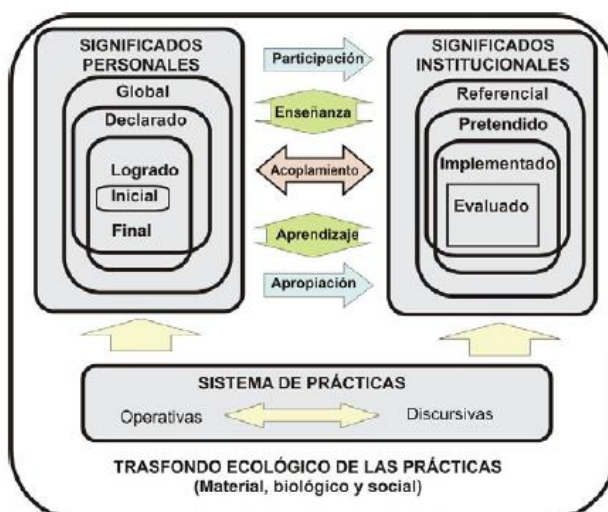 SIGNIFICADOS
PERSONALES
Global
Declarado
Logrado
Inicial
Final
Participación
Enseñanza
Acoplamiento
Aprendizaje
Apropiación
SIGNIFICADOS
INSTITUCIONALES
Referencial
Pretendido
Implementado
Evaluado
SISTEMA DE PRÁCTICAS
Operativas
Discursivas
TRASFONDO ECOLÓGICO DE LAS PRÁCTICAS
(Material, biológico y social)